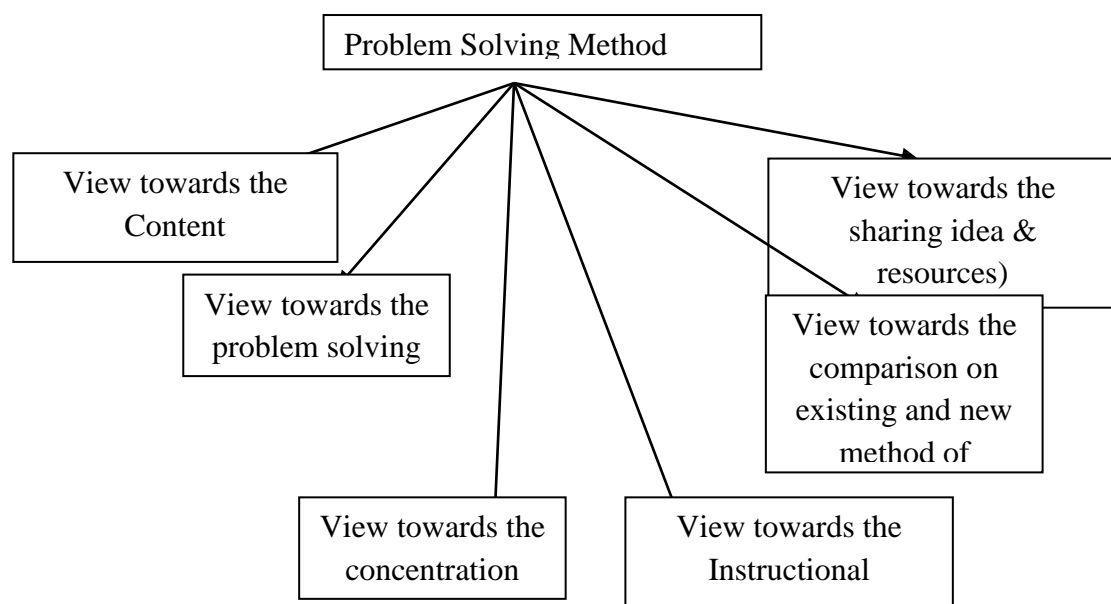 Problem Solving Method
View towards the
Content
View towards the
sharing idea &
resources)
View towards the
problem solving
View towards the
comparison on
existing and new
method of
View towards the
concentration
View towards the
Instructional